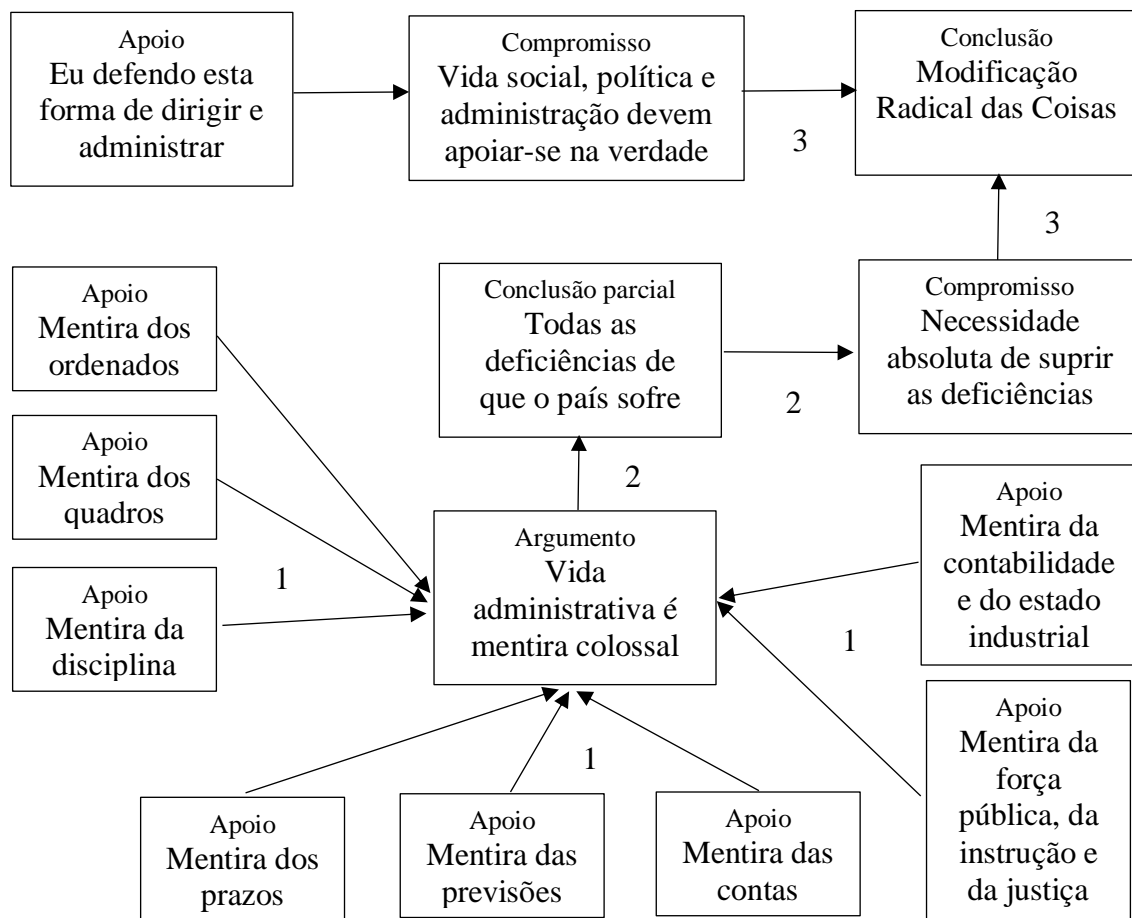 Apoio
Eu defendo esta
forma de dirigir e
administrar
Compromisso
Vida social, política e
administração devem
apoiar-se na verdade
3
Conclusão
Modificação
Radical das Coisas
3
Apoio
Mentira dos
ordenados
Conclusão parcial
Todas as
deficiências de
que o país sofre
2
Compromisso
Necessidade
absoluta de suprir
as deficiências
Apoio
Mentira dos
quadros
2
1
Apoio
Mentira da
disciplina
Argumento
Vida
administrativa é
mentira colossal
Apoio
Mentira da
contabilidade
e do estado
industrial
1
Apoio
Mentira da
força
pública, da
instrução e
da justiça
1
Apoio
Mentira dos
prazos
Apoio
Mentira das
previsões
Apoio
Mentira das
contas